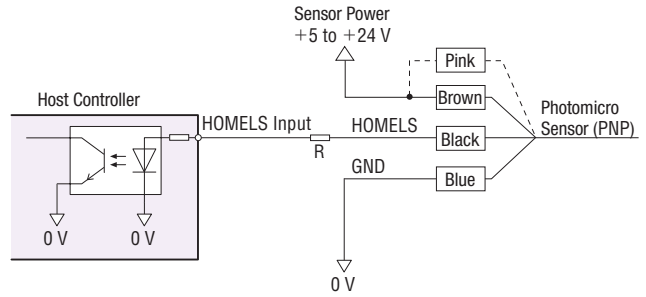 Sensor Power
+5 to +24 V
Pink
Brown
Host Controller
Photomicro
Sensor (PNP)
HOMELS Input
HOMELS
R
Black
GND
Blue
0 V
0 V
0 V